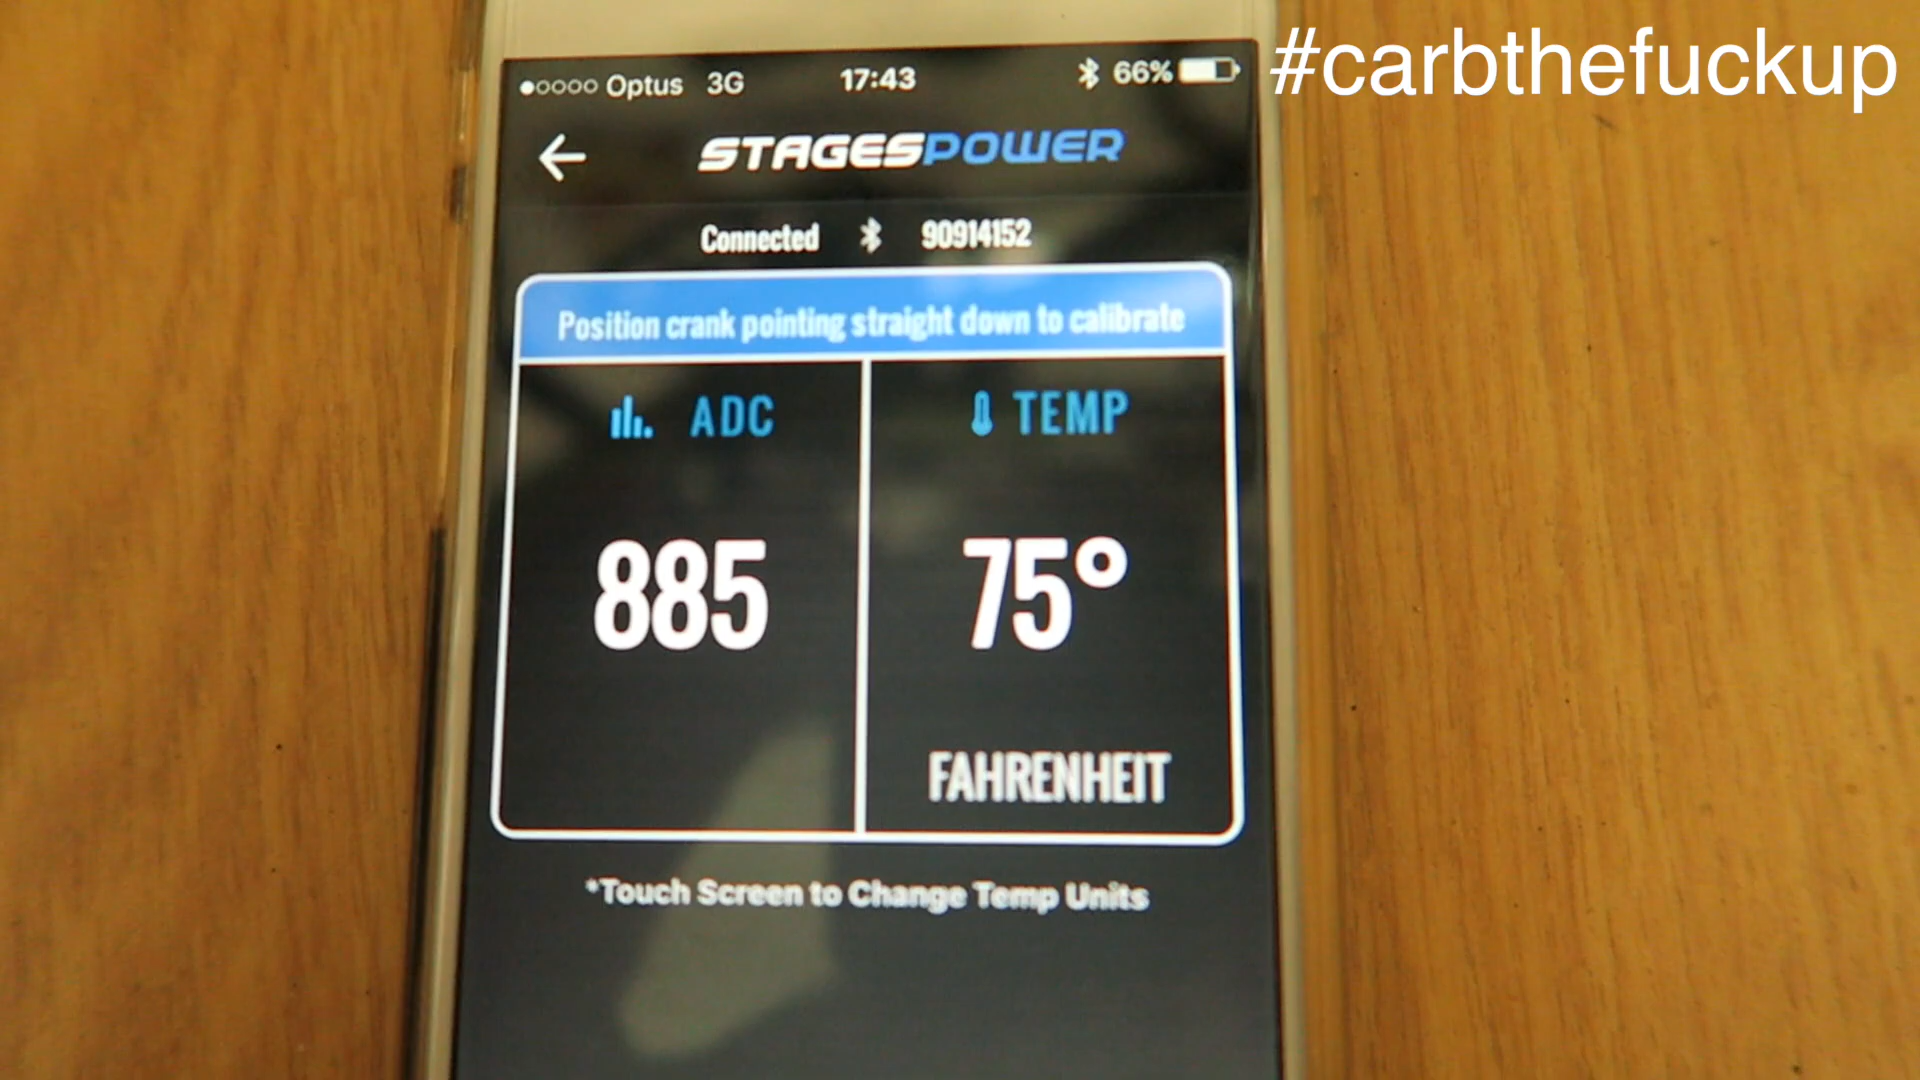 #carbthefuckup
Optus 3G 17:43 66%
STAGESPOWER
Connected 90914152
Position crank pointing straight down to calibrate
ADC TEMP
885 75°
FAHRENHEIT
*Touch Screen to Change Temp Units